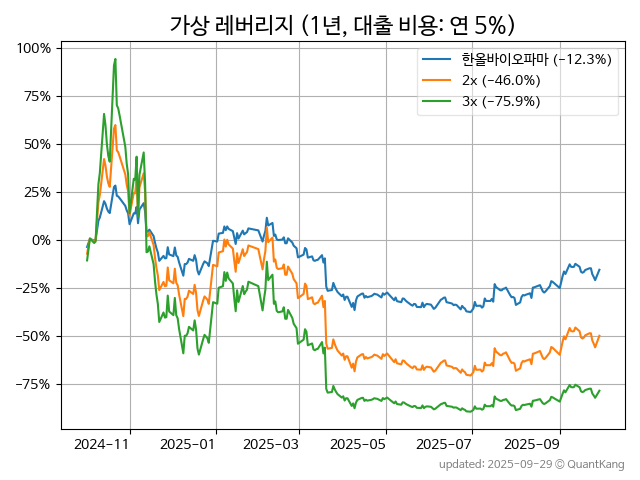 가상 레버리지 (1년, 대출 비용: 연 5%)
한올바이오파마 (−12.3%)
2x (−46.0%)
3x (−75.9%)
100%
75%
50%
25%
0%
−25%
−50%
−75%
2024-11 2025-01 2025-03 2025-05 2025-07 2025-09
updated: 2025-09-29 © QuantKang